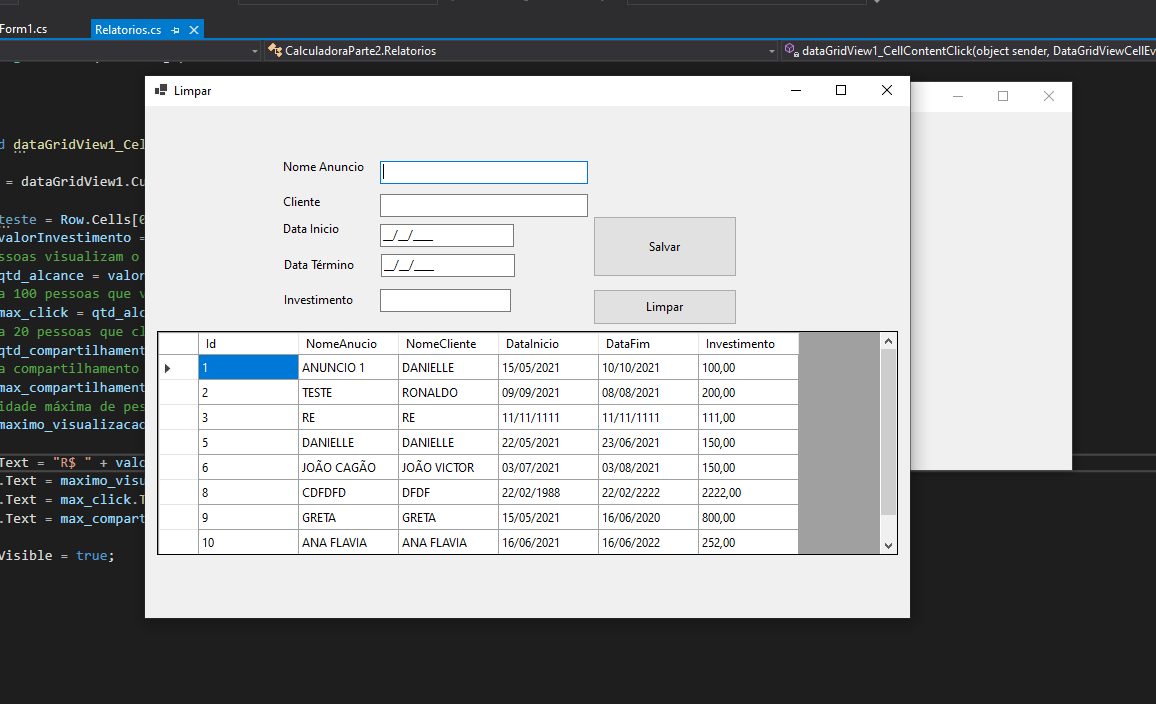 Form1.cs
Relatorios.cs
CalculadoraParte2.Relatorios
dataGridView1_CellContentClick(object sender, DataGridViewCellEv
Limpar
d dataGridView1_Cel
= dataGridView1.Cu
teste = Row.Cells[0
valorInvestimento =
ssoas visualizam o
qtd_alcance = valor
a 100 pessoas que v
max_click = qtd_alc
a 20 pessoas que cl
qtd_compartilhament
a compartilhamento
max_compartilhament
idade máxima de pes
maximo_visualizacao
Text = "R$ " + valo
.Text = maximo_visu
.Text = max_click.T
.Text = max_compart
Visible = true;
Nome Anuncio
Cliente
Data Inicio
__/__/____
Data Término
__/__/____
Investimento
Salvar
Limpar
Id NomeAnucio NomeCliente DataInicio DataFim Investimento
1 ANUNCIO 1 DANIELLE 15/05/2021 10/10/2021 100,00
2 TESTE RONALDO 09/09/2021 08/08/2021 200,00
3 RE RE 11/11/1111 11/11/1111 111,00
5 DANIELLE DANIELLE 22/05/2021 23/06/2021 150,00
6 JOÃO CAGÃO JOÃO VICTOR 03/07/2021 03/08/2021 150,00
8 CDFDFD DFDF 22/02/1988 22/02/2222 2222,00
9 GRETA GRETA 15/05/2021 16/06/2020 800,00
10 ANA FLAVIA ANA FLAVIA 16/06/2021 16/06/2022 252,00